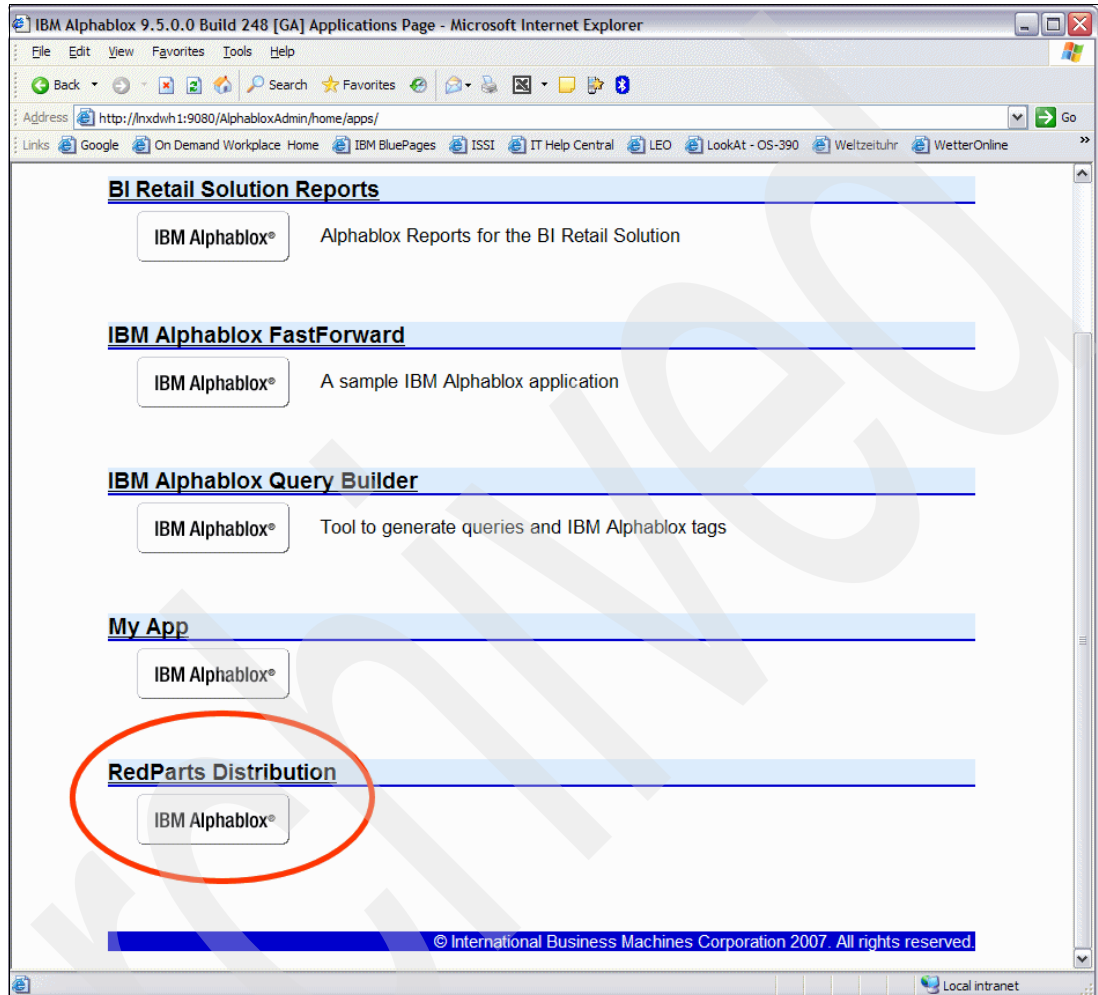 IBM Alphablox 9.5.0.0 Build 248 [GA] Applications Page - Microsoft Internet Explorer
File Edit View Favorites Tools Help
Back Search Favorites
Address http://lnxdwh1:9080/AlphabloxAdmin/home/apps/ Go
Links Google On Demand Workplace Home IBM BluePages ISSI IT Help Central LEO LookAt - OS-390 Weltzeituhr WetterOnline »
BI Retail Solution Reports
IBM Alphablox® Alphablox Reports for the BI Retail Solution
IBM Alphablox FastForward
IBM Alphablox® A sample IBM Alphablox application
IBM Alphablox Query Builder
IBM Alphablox® Tool to generate queries and IBM Alphablox tags
My App
IBM Alphablox®
RedParts Distribution
IBM Alphablox®
© International Business Machines Corporation 2007. All rights reserved.
Local intranet